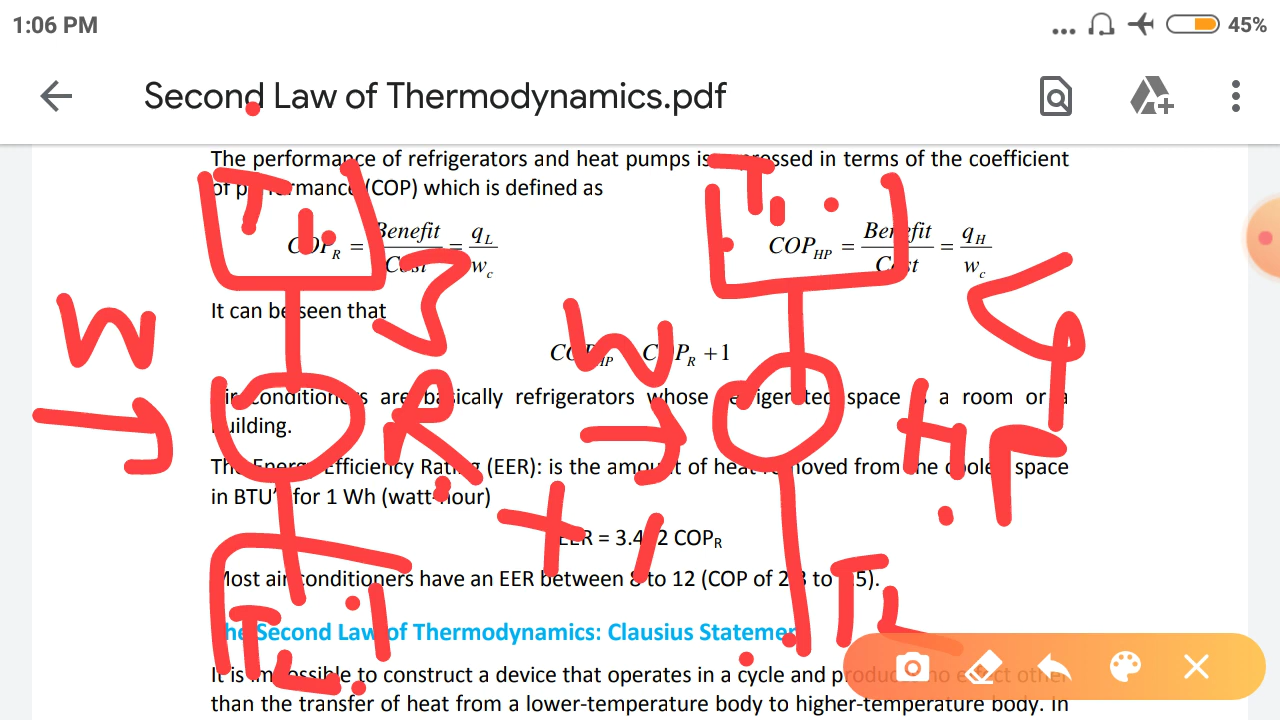 1:06 PM
45%
Second Law of Thermodynamics.pdf
The performance of refrigerators and heat pumps is expressed in terms of the coefficient
of performance (COP) which is defined as
COP_R = Benefit / Cost = q_L / w_c
COP_HP = Benefit / Cost = q_H / w_c
It can be seen that
COP_HP COP_R + 1
Air conditioners are basically refrigerators whose refrigerated space is a room or a
building.
The Energy Efficiency Rating (EER): is the amount of heat removed from the cooled space
in BTU's for 1 Wh (watt-hour)
EER = 3.412 COP_R
Most air conditioners have an EER between 8 to 12 (COP of 2.3 to 3.5).
The Second Law of Thermodynamics: Clausius Statement
It is impossible to construct a device that operates in a cycle and produces no effect other
than the transfer of heat from a lower-temperature body to higher-temperature body. In
T1
T1
W
W
R
H.P
+1
T2
T2